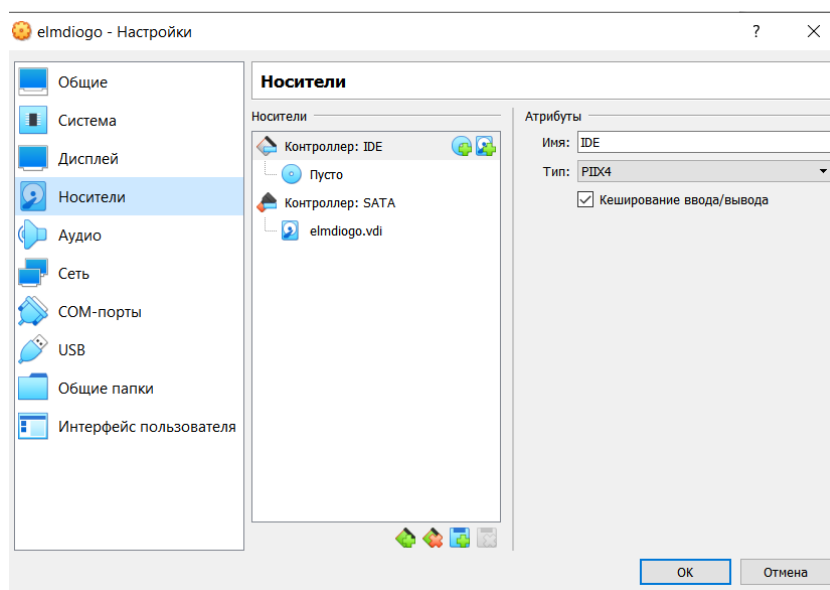 elmdiogo - Настройки
?
Общие
Система
Дисплей
Носители
Аудио
Сеть
COM-порты
USB
Общие папки
Интерфейс пользователя
Носители
Носители
Контроллер: IDE
Пусто
Контроллер: SATA
elmdiogo.vdi
Атрибуты
Имя: IDE
Тип: PIIX4
Кеширование ввода/вывода
OK
Отмена